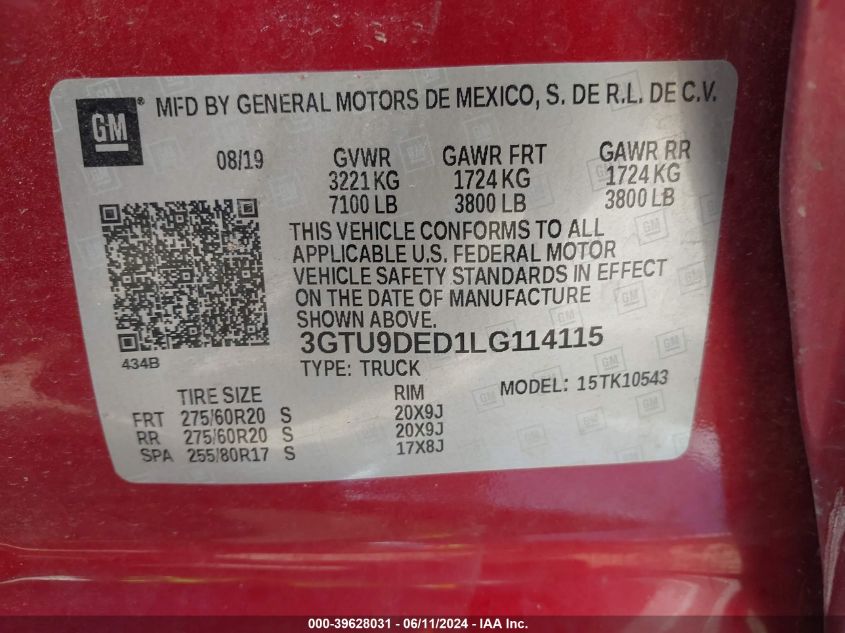 GM ® MFD BY GENERAL MOTORS DE MEXICO, S. DE R.L. DE C.V.
08/19 GVWR GAWR FRT GAWR RR
3221 KG 1724 KG 1724 KG
7100 LB 3800 LB 3800 LB
THIS VEHICLE CONFORMS TO ALL
APPLICABLE U.S. FEDERAL MOTOR
VEHICLE SAFETY STANDARDS IN EFFECT
ON THE DATE OF MANUFACTURE
SHOWN ABOVE.
3GTU9DED1LG114115
434B
TYPE: TRUCK MODEL: 15TK10543
TIRE SIZE RIM
FRT 275/60R20 S 20X9J
RR 275/60R20 S 20X9J
SPA 255/80R17 S 17X8J
000-39628031 - 06/11/2024 - IAA Inc.